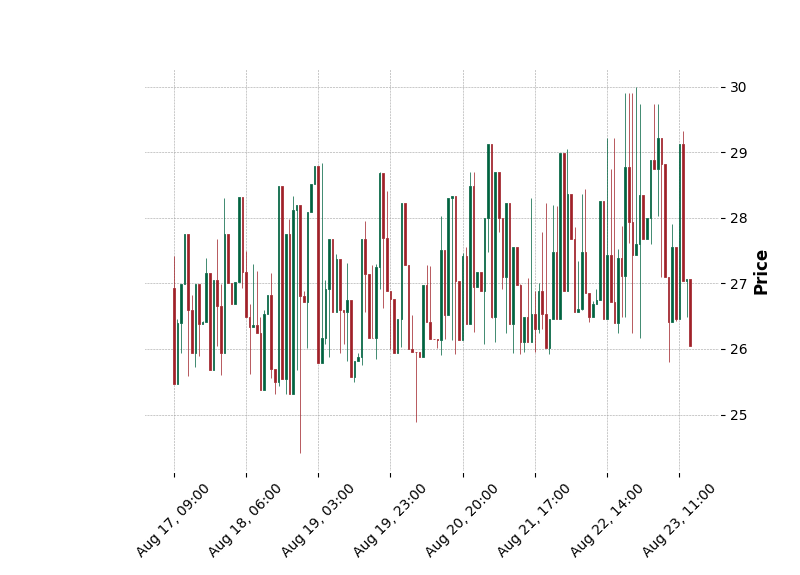 30
29
28
27
26
25
Price
Aug 17, 09:00
Aug 18, 06:00
Aug 19, 03:00
Aug 19, 23:00
Aug 20, 20:00
Aug 21, 17:00
Aug 22, 14:00
Aug 23, 11:00